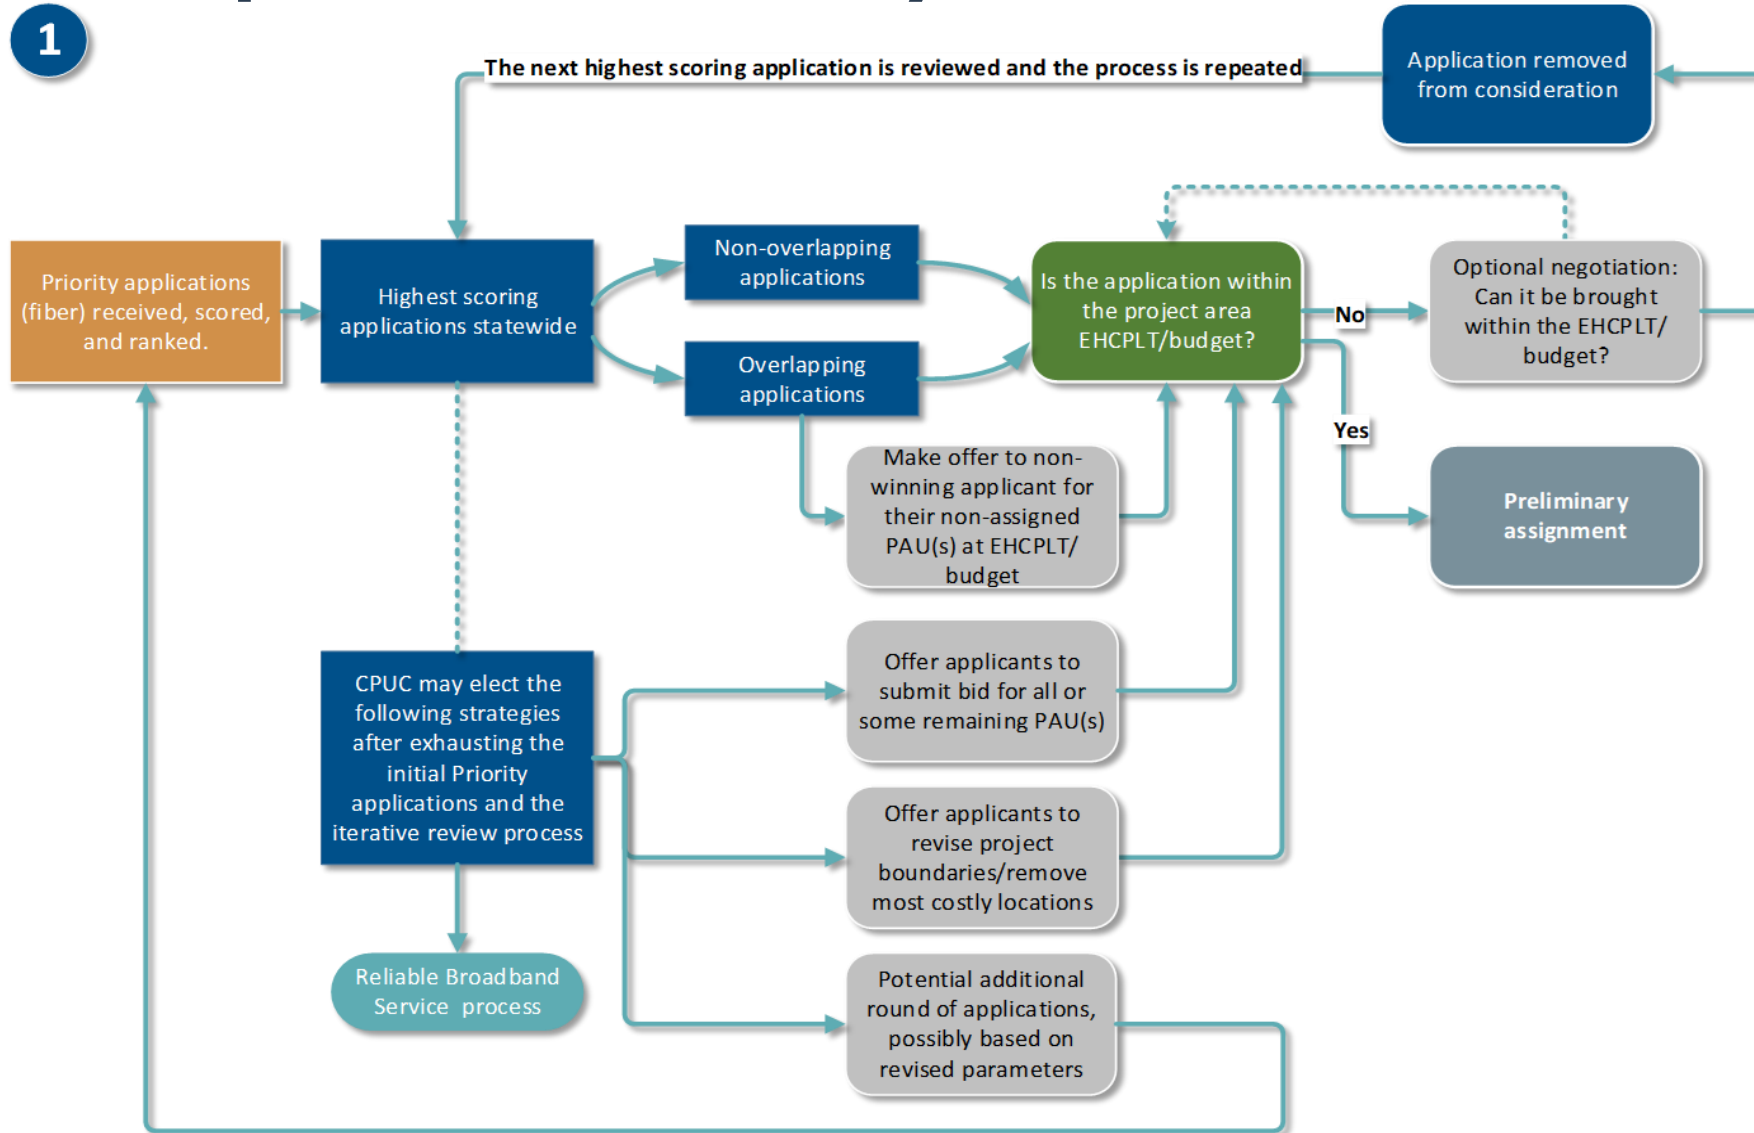 1
The next highest scoring application is reviewed and the process is repeated
Application removed
from consideration
Priority applications
(fiber) received, scored,
and ranked.
Highest scoring
applications statewide
Non-overlapping
applications
Overlapping
applications
Is the application within
the project area
EHCPLT/budget?
No
Yes
Optional negotiation:
Can it be brought
within the EHCPLT/
budget?
Preliminary
assignment
Make offer to non-
winning applicant for
their non-assigned
PAU(s) at EHCPLT/
budget
CPUC may elect the
following strategies
after exhausting the
initial Priority
applications and the
iterative review process
Offer applicants to
submit bid for all or
some remaining PAU(s)
Offer applicants to
revise project
boundaries/remove
most costly locations
Potential additional
round of applications,
possibly based on
revised parameters
Reliable Broadband
Service process